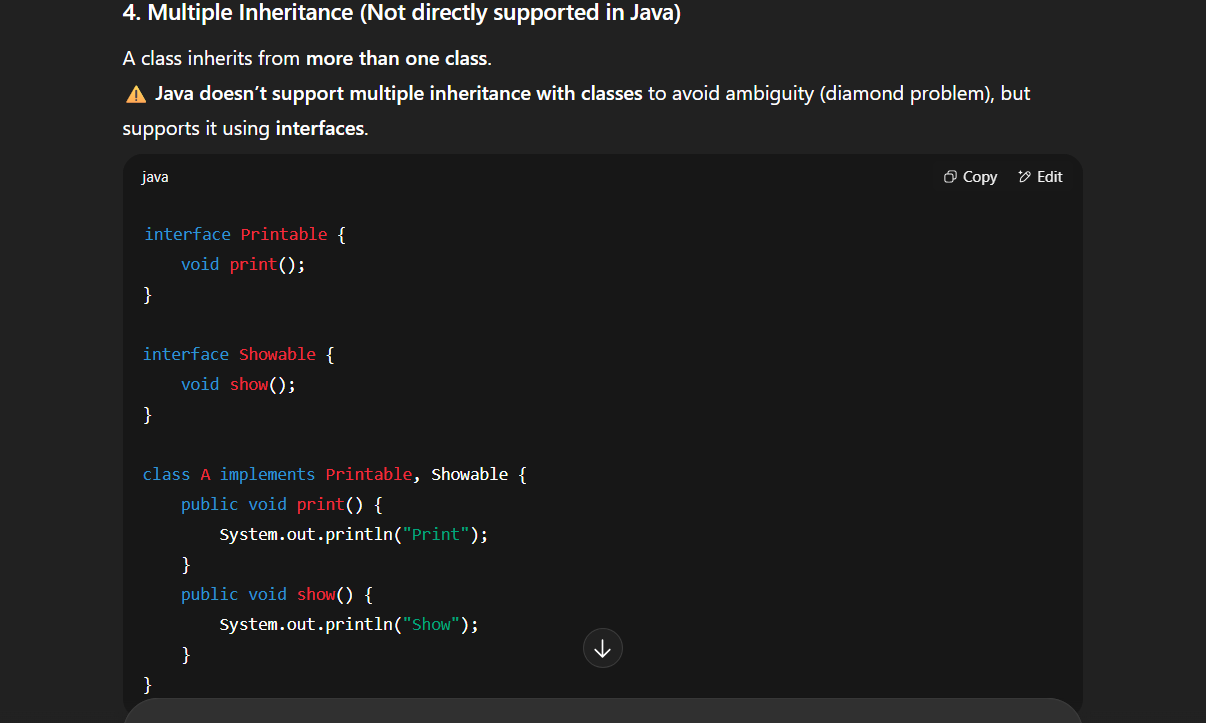 4. Multiple Inheritance (Not directly supported in Java)
A class inherits from more than one class.
⚠️ Java doesn’t support multiple inheritance with classes to avoid ambiguity (diamond problem), but
supports it using interfaces.
java
Copy
Edit
interface Printable {
    void print();
}

interface Showable {
    void show();
}

class A implements Printable, Showable {
    public void print() {
        System.out.println("Print");
    }
    public void show() {
        System.out.println("Show");
    }
}